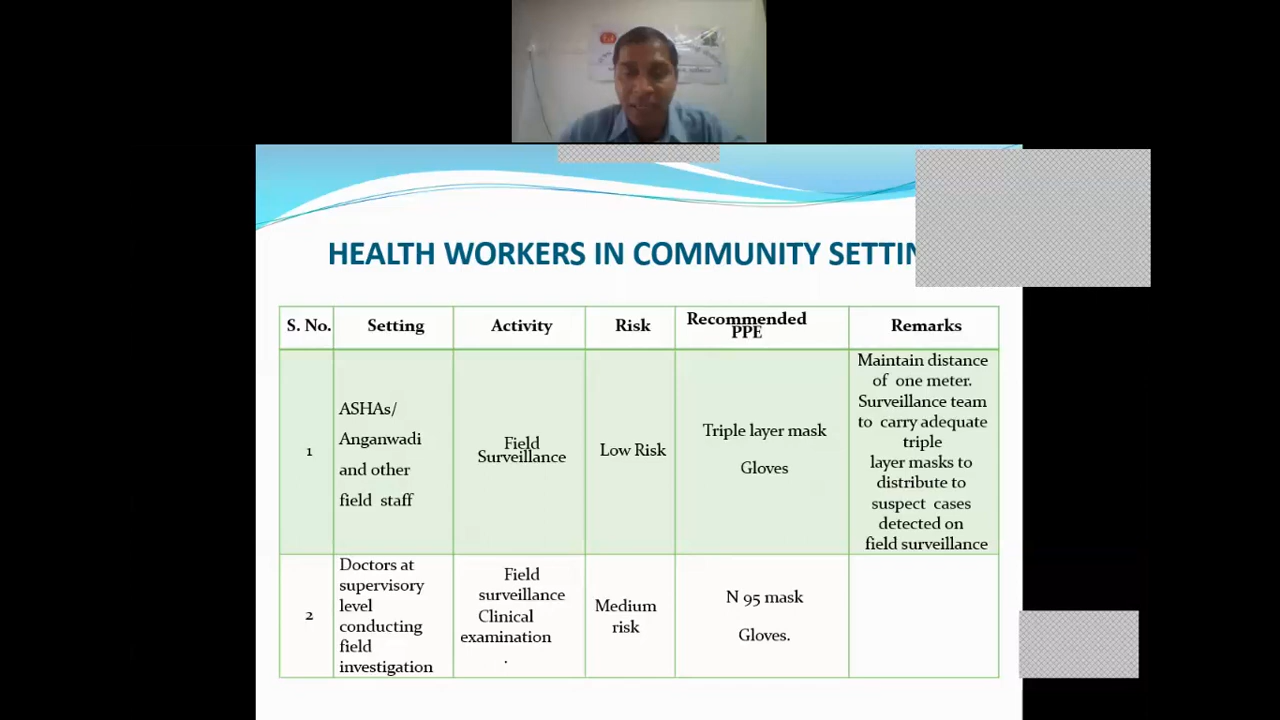 HEALTH WORKERS IN COMMUNITY
S. No.
Setting
Activity
Risk
Recommended
PPE
Remarks
1
ASHAs/
Anganwadi
and other
field staff
Field
Surveillance
Low Risk
Triple layer mask
Gloves
Maintain distance
of one meter.
Surveillance team
to carry adequate
triple
layer masks to
distribute to
suspect cases
detected on
field surveillance
2
Doctors at
supervisory
level
conducting
field
investigation
Field
surveillance
Clinical
examination
.
Medium
risk
N 95 mask
Gloves.